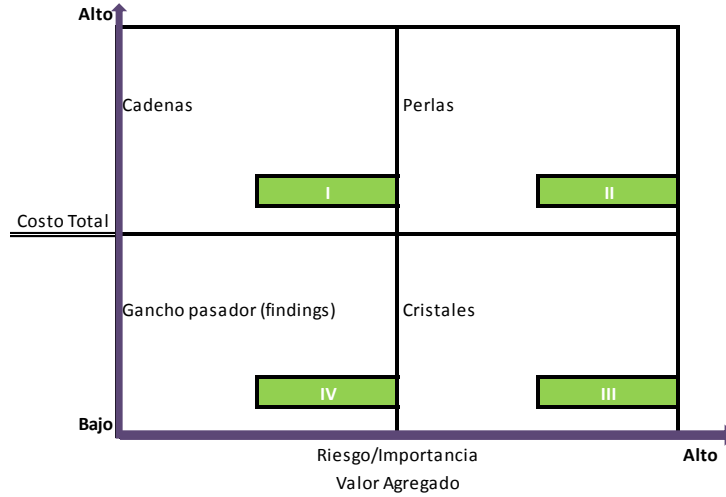 Alto
Cadenas
Perlas
I
II
Costo Total
Gancho pasador (findings)
Cristales
IV
III
Bajo
Riesgo/Importancia
Alto
Valor Agregado